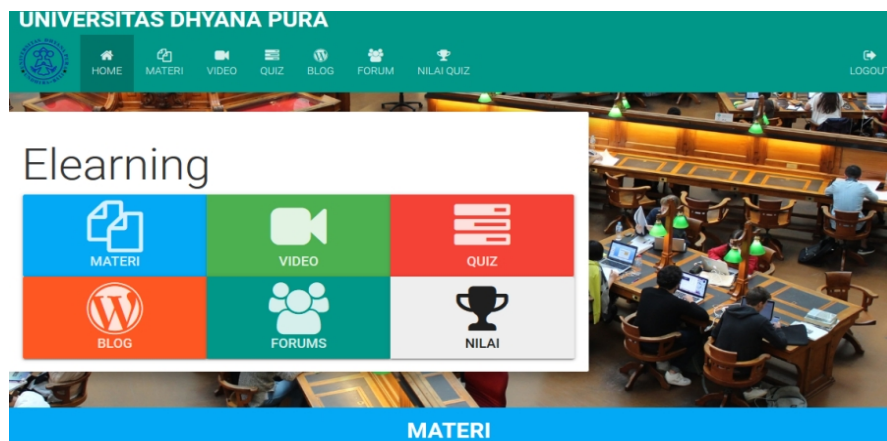 UNIVERSITAS DHYANA PURA
HOME MATERI VIDEO QUIZ BLOG FORUM NILAI QUIZ LOGOUT
Elearning
MATERI VIDEO QUIZ
BLOG FORUMS NILAI
MATERI